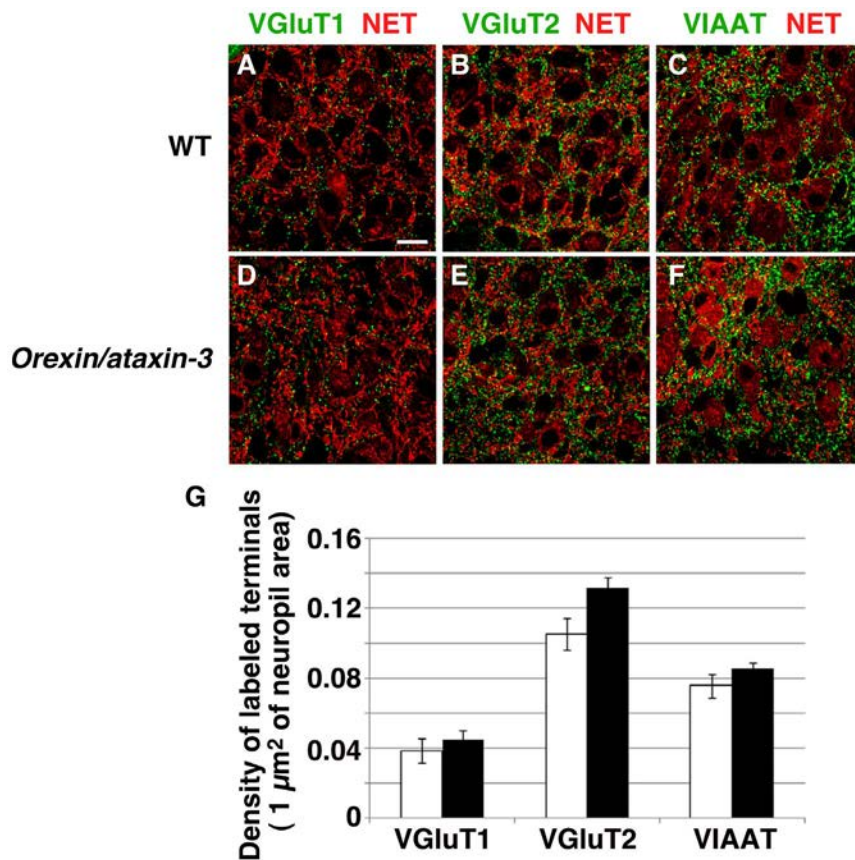 VGluT1 NET VGluT2 NET VIAAT NET
A B C
WT
D E F
Orexin/ataxin-3
G
Density of labeled terminals
( 1 µm² of neuropil area)
0.16
0.12
0.08
0.04
0
VGluT1 VGluT2 VIAAT